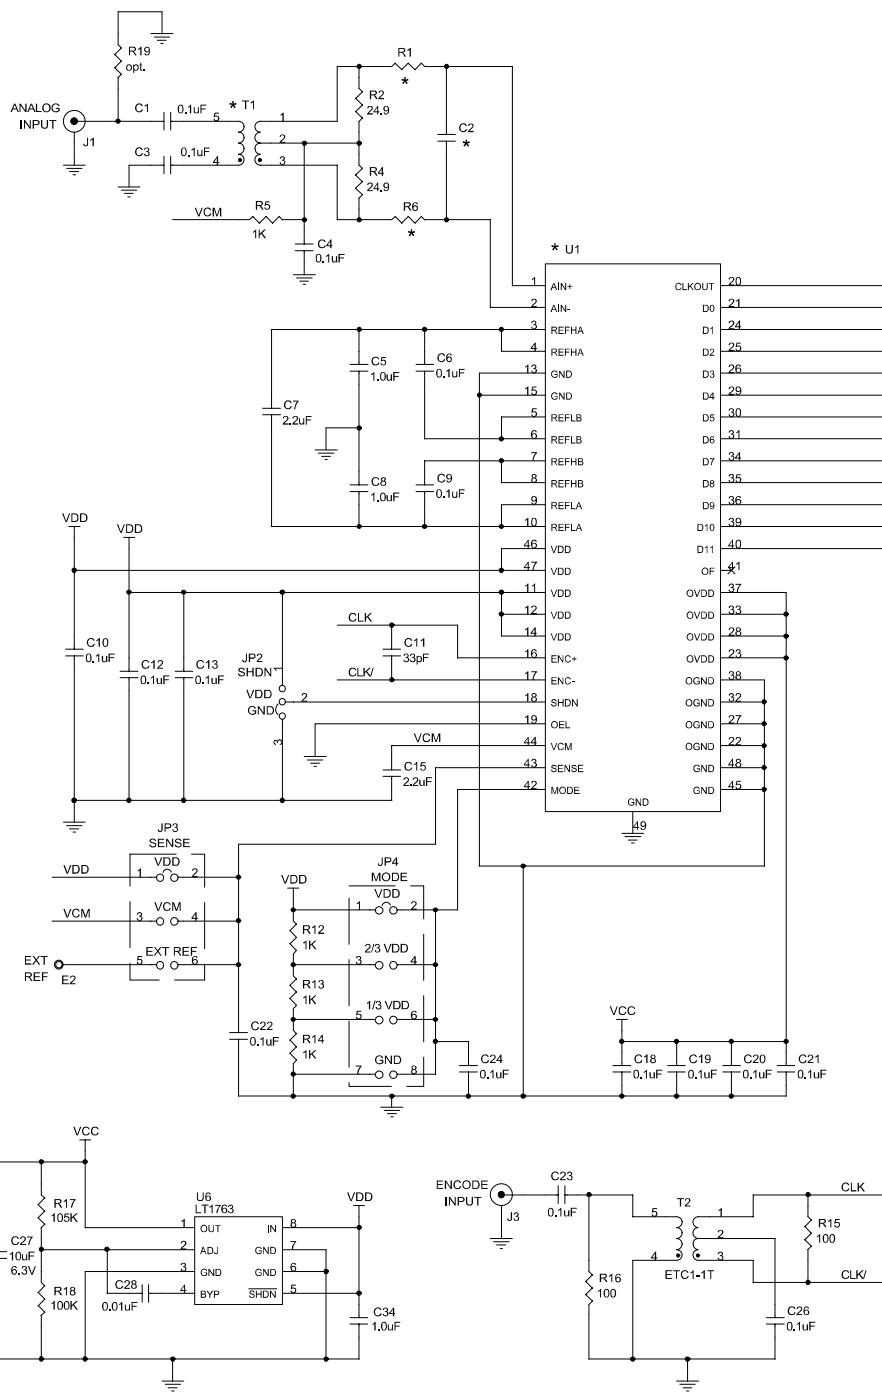 R19
opt.
ANALOG
INPUT
J1
C1
0.1uF
C3
0.1uF
* T1
5
4
1
2
3
R1
*
R2
24.9
C2
*
R4
24.9
R6
*
VCM
R5
1K
C4
0.1uF
* U1
1 AIN+
2 AIN-
3 REFHA
4 REFHA
13 GND
15 GND
5 REFLB
6 REFLB
7 REFHB
8 REFHB
9 REFLA
10 REFLA
46 VDD
47 VDD
11 VDD
12 VDD
14 VDD
16 ENC+
17 ENC-
18 SHDN
19 OEL
44 VCM
43 SENSE
42 MODE
CLKOUT 20
D0 21
D1 24
D2 25
D3 26
D4 29
D5 30
D6 31
D7 34
D8 35
D9 36
D10 39
D11 40
OF 41
OVDD 37
OVDD 33
OVDD 28
OVDD 23
OGND 38
OGND 32
OGND 27
OGND 22
GND 48
GND 45
GND
49
C5
1.0uF
C6
0.1uF
C7
2.2uF
C8
1.0uF
C9
0.1uF
VDD
VDD
C10
0.1uF
C12
0.1uF
C13
0.1uF
JP2
SHDN
1
VDD
2
GND
3
CLK
C11
33pF
CLK/
VCM
C15
2.2uF
JP3
SENSE
VDD
1 VDD 2
VCM
3 VCM 4
EXT
REF
E2
5 EXT REF 6
C22
0.1uF
VDD
R12
1K
R13
1K
R14
1K
JP4
MODE
1 VDD 2
2/3 VDD
3 4
1/3 VDD
5 6
GND
7 8
C24
0.1uF
VCC
C18
0.1uF
C19
0.1uF
C20
0.1uF
C21
0.1uF
VCC
R17
105K
C27
10uF
6.3V
R18
100K
C28
0.01uF
U6
LT1763
1 OUT
2 ADJ
3 GND
4 BYP
IN 8
GND 7
GND 6
SHDN 5
VDD
C34
1.0uF
ENCODE
INPUT
J3
C23
0.1uF
R16
100
T2
5
4
1
2
3
ETC1-1T
R15
100
CLK
CLK/
C26
0.1uF